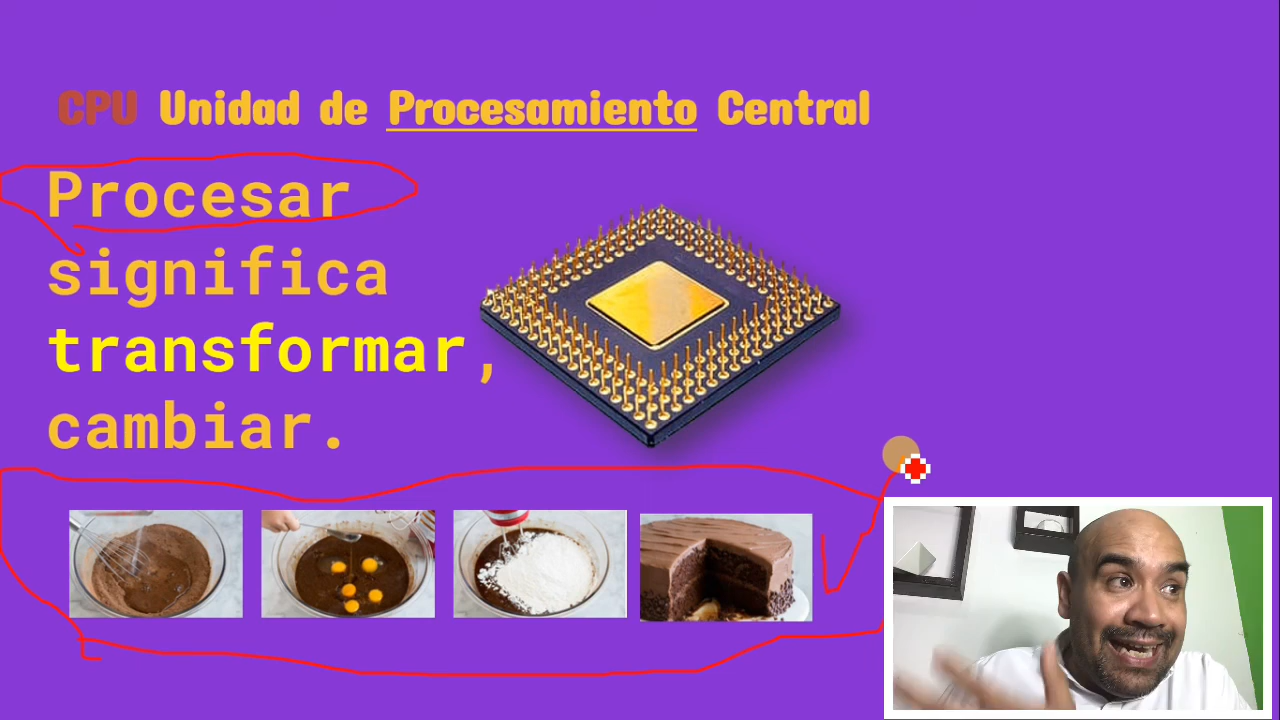 CPU Unidad de Procesamiento Central
Procesar
significa
transformar,
cambiar.